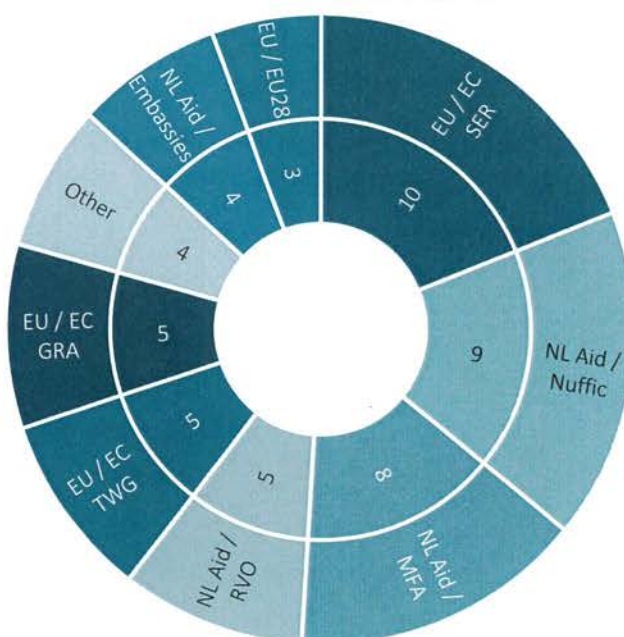 EU / EC
SER
10
NL Aid /
Nuffic
9
NL Aid /
MFA
8
NL Aid /
RVO
5
EU / EC
TWG
5
EU / EC
GRA
5
Other
4
NL Aid /
Embassies
4
EU / EU28
3